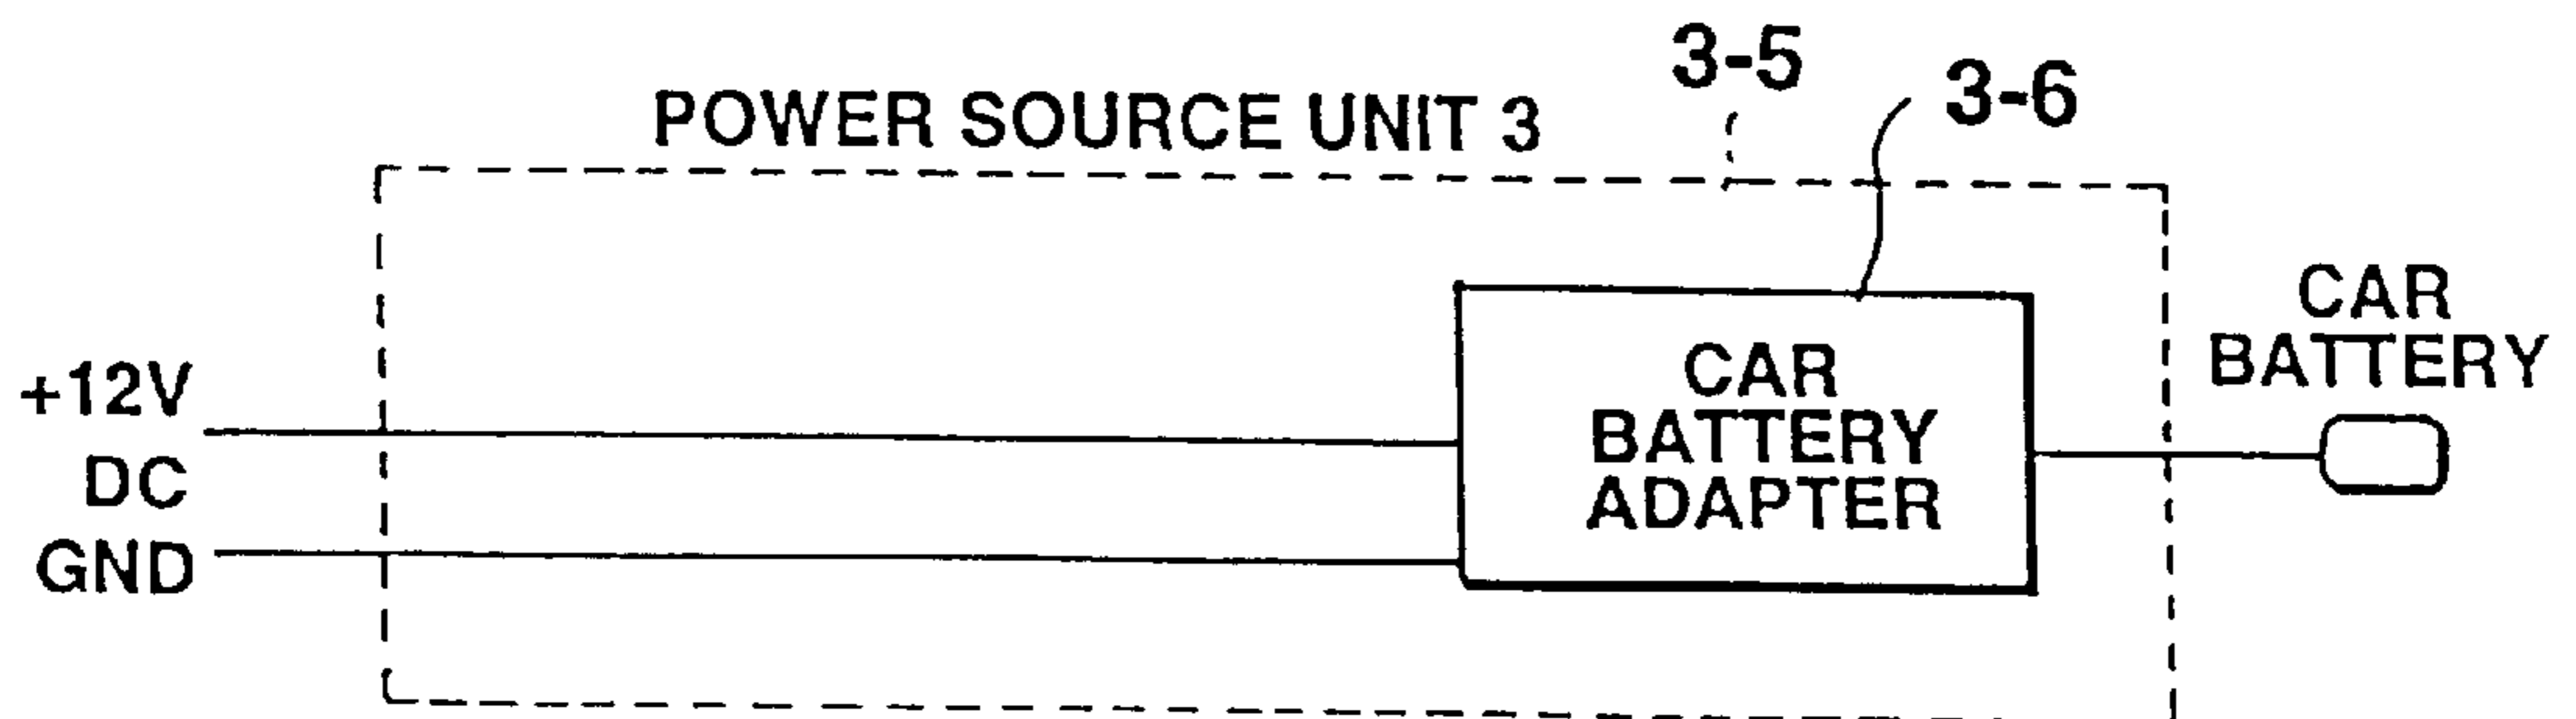 3-5
3-6
POWER SOURCE UNIT 3
CAR
BATTERY
+12V
DC
GND
CAR
BATTERY
ADAPTER